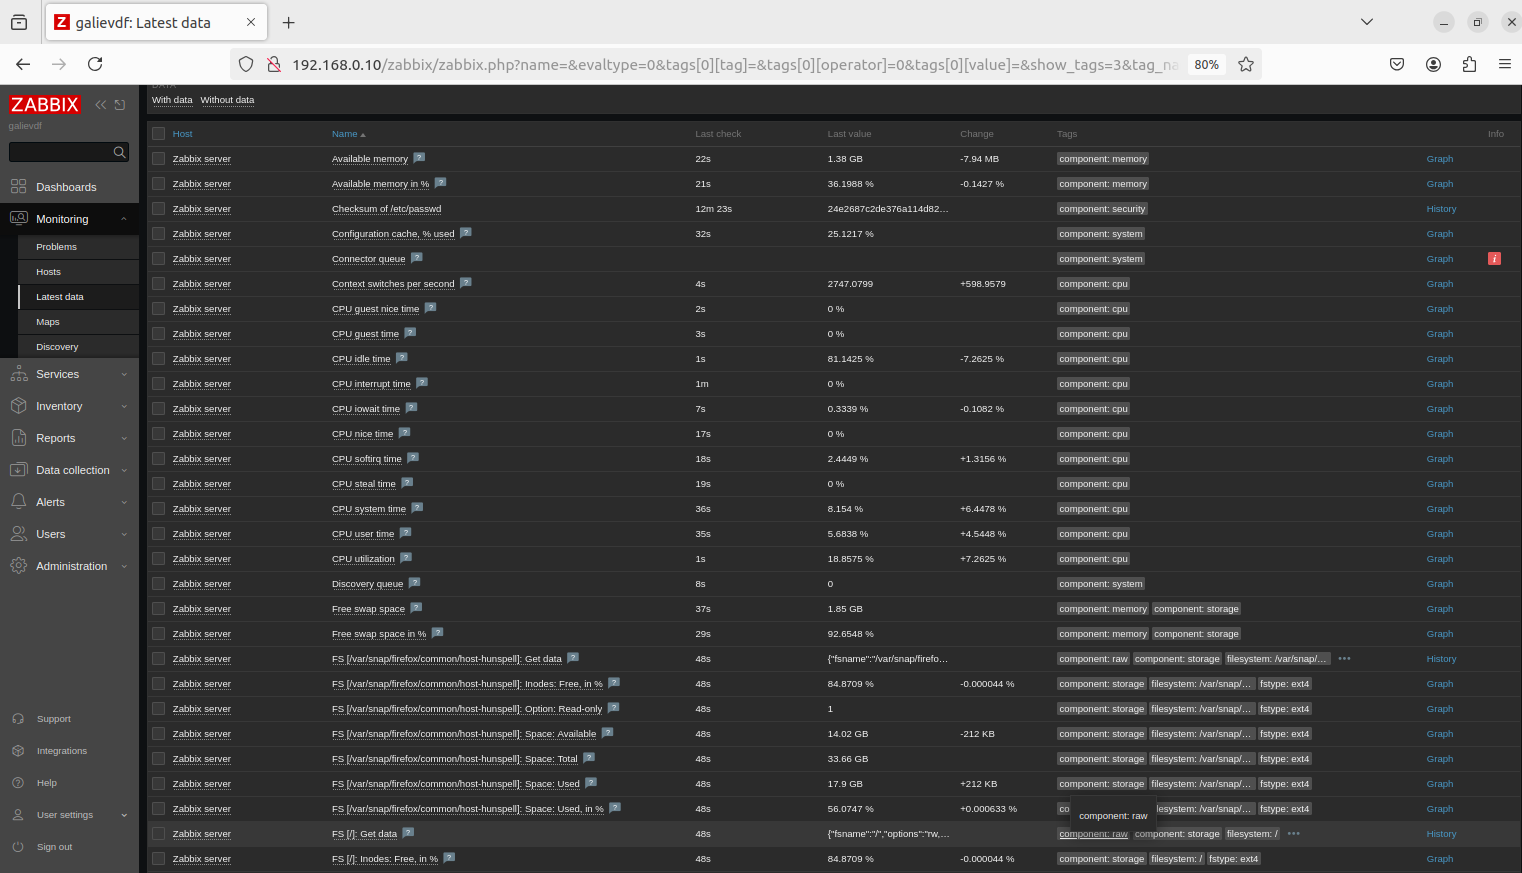 galievdf: Latest data
192.168.0.10/zabbix/zabbix.php?name=&evaltype=0&tags[0][tag]=&tags[0][operator]=0&tags[0][value]=&show_tags=3&tag_na
80%
ZABBIX
galievdf
Dashboards
Monitoring
Problems
Hosts
Latest data
Maps
Discovery
Services
Inventory
Reports
Data collection
Alerts
Users
Administration
Support
Integrations
Help
User settings
Sign out
DATA
With data Without data
Host Name Last check Last value Change Tags Info
Zabbix server Available memory ? 22s 1.38 GB -7.94 MB component: memory Graph
Zabbix server Available memory in % ? 21s 36.1988 % -0.1427 % component: memory Graph
Zabbix server Checksum of /etc/passwd 12m 23s 24e2687c2de376a114d82... component: security History
Zabbix server Configuration cache, % used ? 32s 25.1217 % component: system Graph
Zabbix server Connector queue ? component: system Graph i
Zabbix server Context switches per second ? 4s 2747.0799 +598.9579 component: cpu Graph
Zabbix server CPU guest nice time ? 2s 0 % component: cpu Graph
Zabbix server CPU guest time ? 3s 0 % component: cpu Graph
Zabbix server CPU idle time ? 1s 81.1425 % -7.2625 % component: cpu Graph
Zabbix server CPU interrupt time ? 1m 0 % component: cpu Graph
Zabbix server CPU iowait time ? 7s 0.3339 % -0.1082 % component: cpu Graph
Zabbix server CPU nice time ? 17s 0 % component: cpu Graph
Zabbix server CPU softirq time ? 18s 2.4449 % +1.3156 % component: cpu Graph
Zabbix server CPU steal time ? 19s 0 % component: cpu Graph
Zabbix server CPU system time ? 36s 8.154 % +6.4478 % component: cpu Graph
Zabbix server CPU user time ? 35s 5.6838 % +4.5448 % component: cpu Graph
Zabbix server CPU utilization ? 1s 18.8575 % +7.2625 % component: cpu Graph
Zabbix server Discovery queue ? 8s 0 component: system Graph
Zabbix server Free swap space ? 37s 1.85 GB component: memory component: storage Graph
Zabbix server Free swap space in % ? 29s 92.6548 % component: memory component: storage Graph
Zabbix server FS [/var/snap/firefox/common/host-hunspell]: Get data ? 48s {"fsname":"/var/snap/firefo... component: raw component: storage filesystem: /var/snap/... ••• History
Zabbix server FS [/var/snap/firefox/common/host-hunspell]: Inodes: Free, in % ? 48s 84.8709 % -0.000044 % component: storage filesystem: /var/snap/... fstype: ext4 Graph
Zabbix server FS [/var/snap/firefox/common/host-hunspell]: Option: Read-only ? 48s 1 component: storage filesystem: /var/snap/... fstype: ext4 Graph
Zabbix server FS [/var/snap/firefox/common/host-hunspell]: Space: Available ? 48s 14.02 GB -212 KB component: storage filesystem: /var/snap/... fstype: ext4 Graph
Zabbix server FS [/var/snap/firefox/common/host-hunspell]: Space: Total ? 48s 33.66 GB component: storage filesystem: /var/snap/... fstype: ext4 Graph
Zabbix server FS [/var/snap/firefox/common/host-hunspell]: Space: Used ? 48s 17.9 GB +212 KB component: storage filesystem: /var/snap/... fstype: ext4 Graph
Zabbix server FS [/var/snap/firefox/common/host-hunspell]: Space: Used, in % ? 48s 56.0747 % +0.000633 % co lesystem: /var/snap/... fstype: ext4 Graph
component: raw
Zabbix server FS [/]: Get data ? 48s {"fsname":"/","options":"rw,... component: raw component: storage filesystem: / ••• History
Zabbix server FS [/]: Inodes: Free, in % ? 48s 84.8709 % -0.000044 % component: storage filesystem: / fstype: ext4 Graph